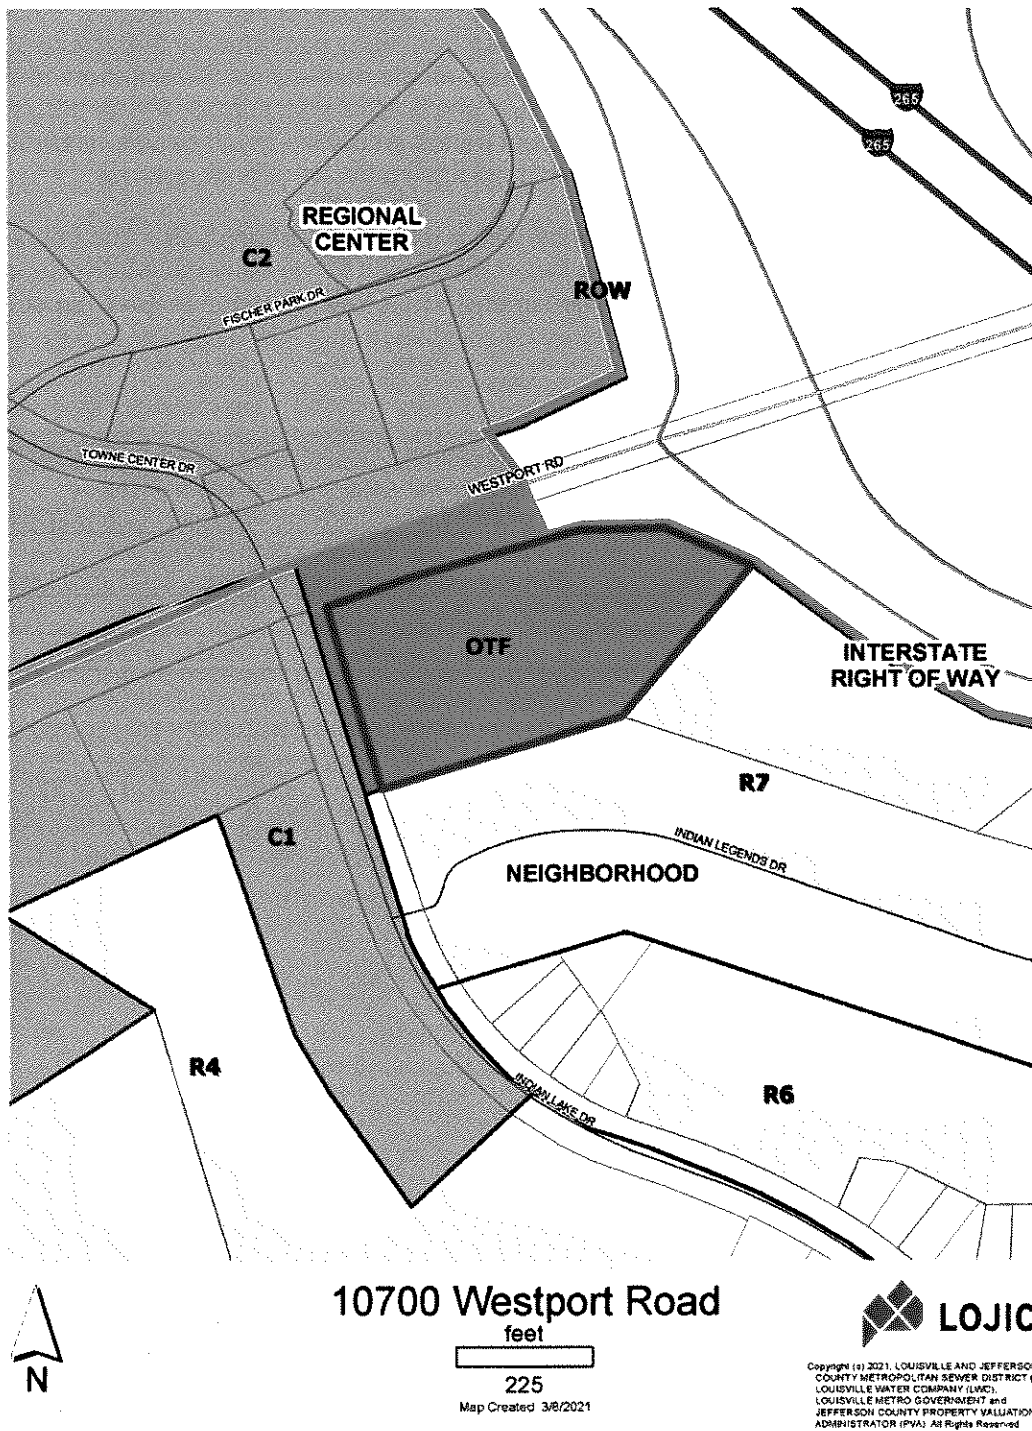 265
265
REGIONAL
CENTER
C2
ROW
FISCHER PARK DR
TOWNE CENTER DR
WESTPORT RD
OTF
INTERSTATE
RIGHT OF WAY
R7
C1
INDIAN LEGENDS DR
NEIGHBORHOOD
R4
INDIAN LAKE DR
R6
N
10700 Westport Road
feet
225
Map Created 3/8/2021
LOJIC
Copyright (c) 2021, LOUISVILLE AND JEFFERSO
COUNTY METROPOLITAN SEWER DISTRICT (
LOUISVILLE WATER COMPANY (LWC),
LOUISVILLE METRO GOVERNMENT and
JEFFERSON COUNTY PROPERTY VALUATION
ADMINISTRATOR (PVA) All Rights Reserved